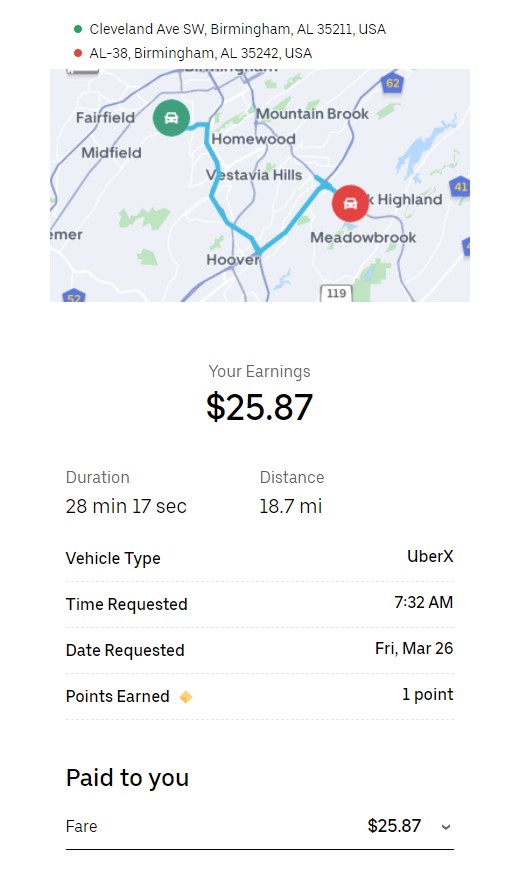 Cleveland Ave SW, Birmingham, AL 35211, USA
AL-38, Birmingham, AL 35242, USA
Birmingham
62
Fairfield
Mountain Brook
Homewood
Midfield
Vestavia Hills
41
k Highland
emer
Meadowbrook
Hoover
119
52
Your Earnings
$25.87
Duration Distance
28 min 17 sec 18.7 mi
Vehicle Type UberX
Time Requested 7:32 AM
Date Requested Fri, Mar 26
Points Earned 1 point
Paid to you
Fare $25.87